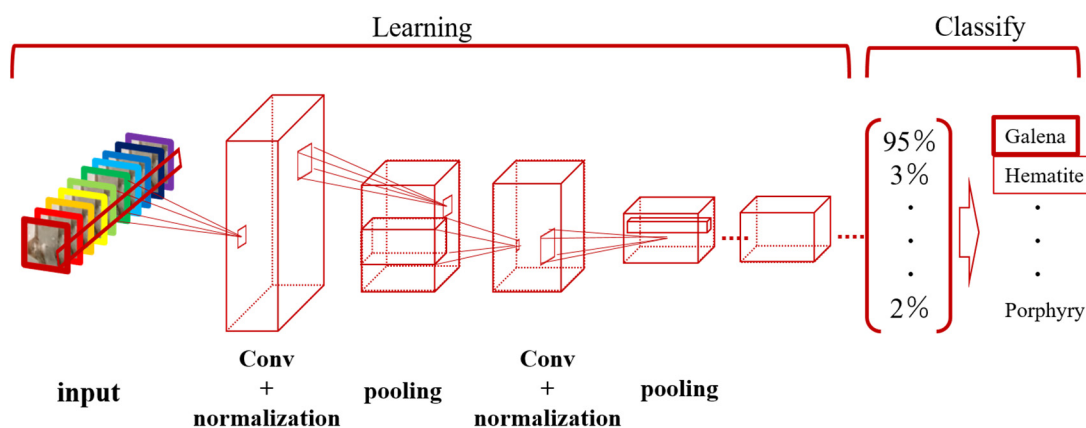 Learning
Classify
95%
Galena
3%
Hematite
2%
Porphyry
input
Conv
+
normalization
pooling
Conv
+
normalization
pooling